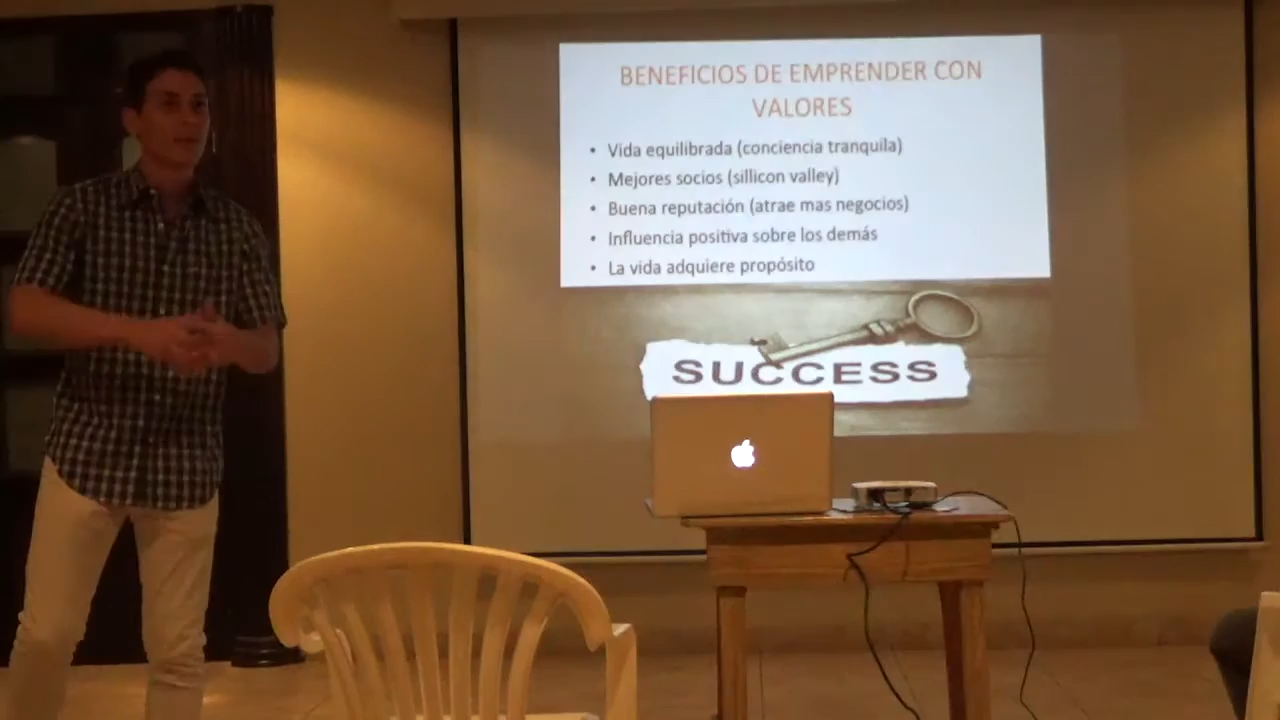 BENEFICIOS DE EMPRENDER CON
VALORES
• Vida equilibrada (conciencia tranquila)
• Mejores socios (sillicon valley)
• Buena reputación (atrae mas negocios)
• Influencia positiva sobre los demás
• La vida adquiere propósito
SUCCESS